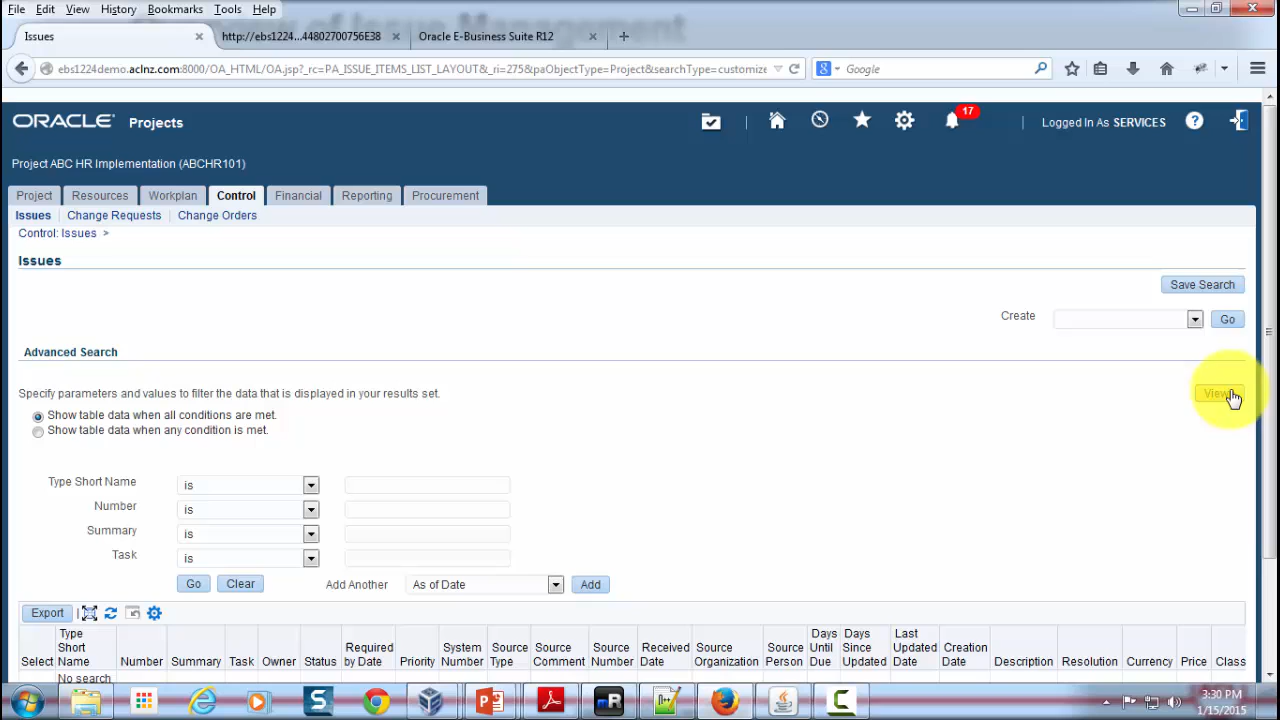 File Edit View History Bookmarks Tools Help
Issues
http://ebs1224...44802700756E38
Oracle E-Business Suite R12
ebs1224demo.aclnz.com:8000/OA_HTML/OA.jsp?_rc=PA_ISSUE_ITEMS_LIST_LAYOUT&_ri=275&paObjectType=Project&searchType=customize
Google
ORACLE Projects
17
Logged In As SERVICES
Project ABC HR Implementation (ABCHR101)
Project Resources Workplan Control Financial Reporting Procurement
Issues | Change Requests | Change Orders
Control: Issues >
Issues
Save Search
Create
Go
Advanced Search
Specify parameters and values to filter the data that is displayed in your results set.
Show table data when all conditions are met.
Show table data when any condition is met.
Type Short Name is
Number is
Summary is
Task is
Go Clear Add Another As of Date Add
Export
Select Type Short Name Number Summary Task Owner Status Required by Date Priority System Number Source Type Source Comment Source Number Received Date Source Organization Source Person Days Until Due Days Since Updated Last Updated Date Creation Date Description Resolution Currency Price Class
No search
3:30 PM
1/15/2015